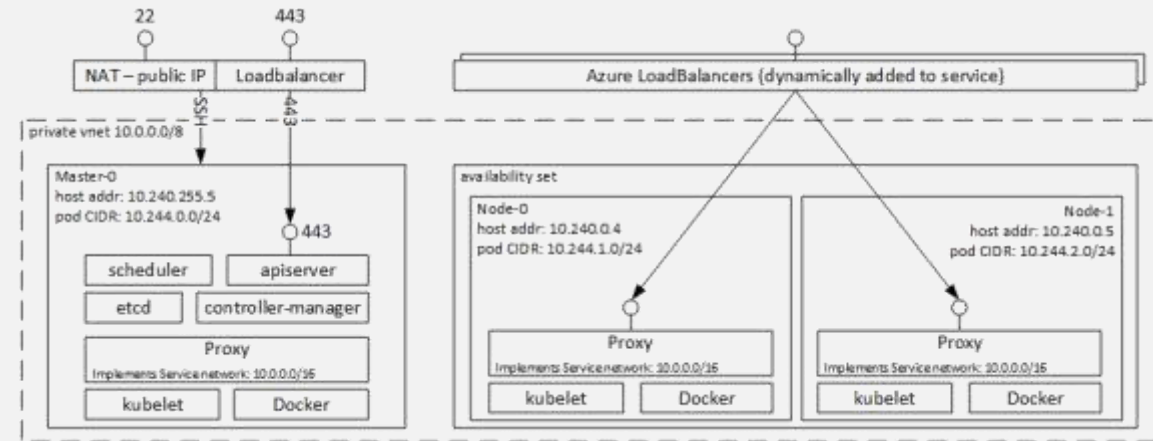 22
443
NAT – public IP
Loadbalancer
Azure LoadBalancers (dynamically added to service)
SSH
443
private vnet 10.0.0.0/8
Master-0
host addr: 10.240.255.5
pod CIDR: 10.244.0.0/24
443
scheduler
apiserver
etcd
controller-manager
Proxy
Implements Service network: 10.0.0.0/16
kubelet
Docker
availability set
Node-0
host addr: 10.240.0.4
pod CIDR: 10.244.1.0/24
Proxy
Implements Service network: 10.0.0.0/16
kubelet
Docker
Node-1
host addr: 10.240.0.5
pod CIDR: 10.244.2.0/24
Proxy
Implements Service network: 10.0.0.0/16
kubelet
Docker